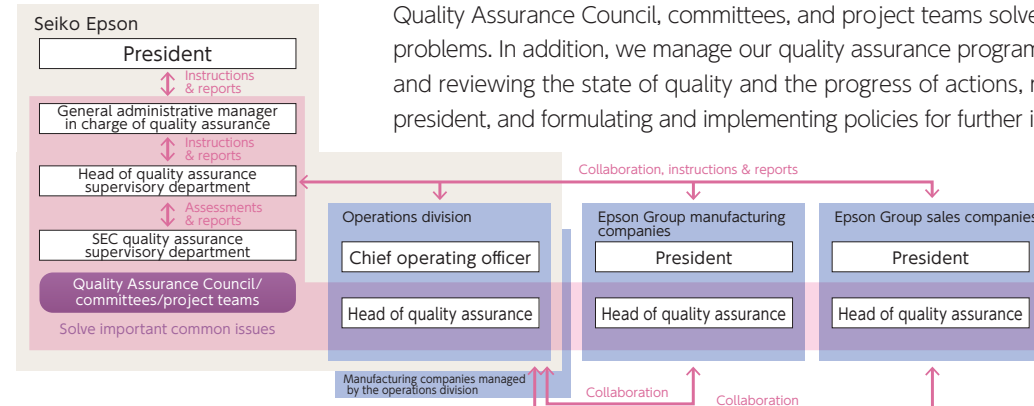 Seiko Epson
President
Instructions
& reports
General administrative manager
in charge of quality assurance
Instructions
& reports
Head of quality assurance
supervisory department
Assessments
& reports
SEC quality assurance
supervisory department
Quality Assurance Council/
committees/project teams
Solve important common issues
Quality Assurance Council, committees, and project teams solve
problems. In addition, we manage our quality assurance program
and reviewing the state of quality and the progress of actions,
president, and formulating and implementing policies for further
Collaboration, instructions & reports
Operations division
Chief operating officer
Head of quality assurance
Manufacturing companies managed
by the operations division
Epson Group manufacturing
companies
President
Head of quality assurance
Epson Group sales companies
President
Head of quality assurance
Collaboration
Collaboration